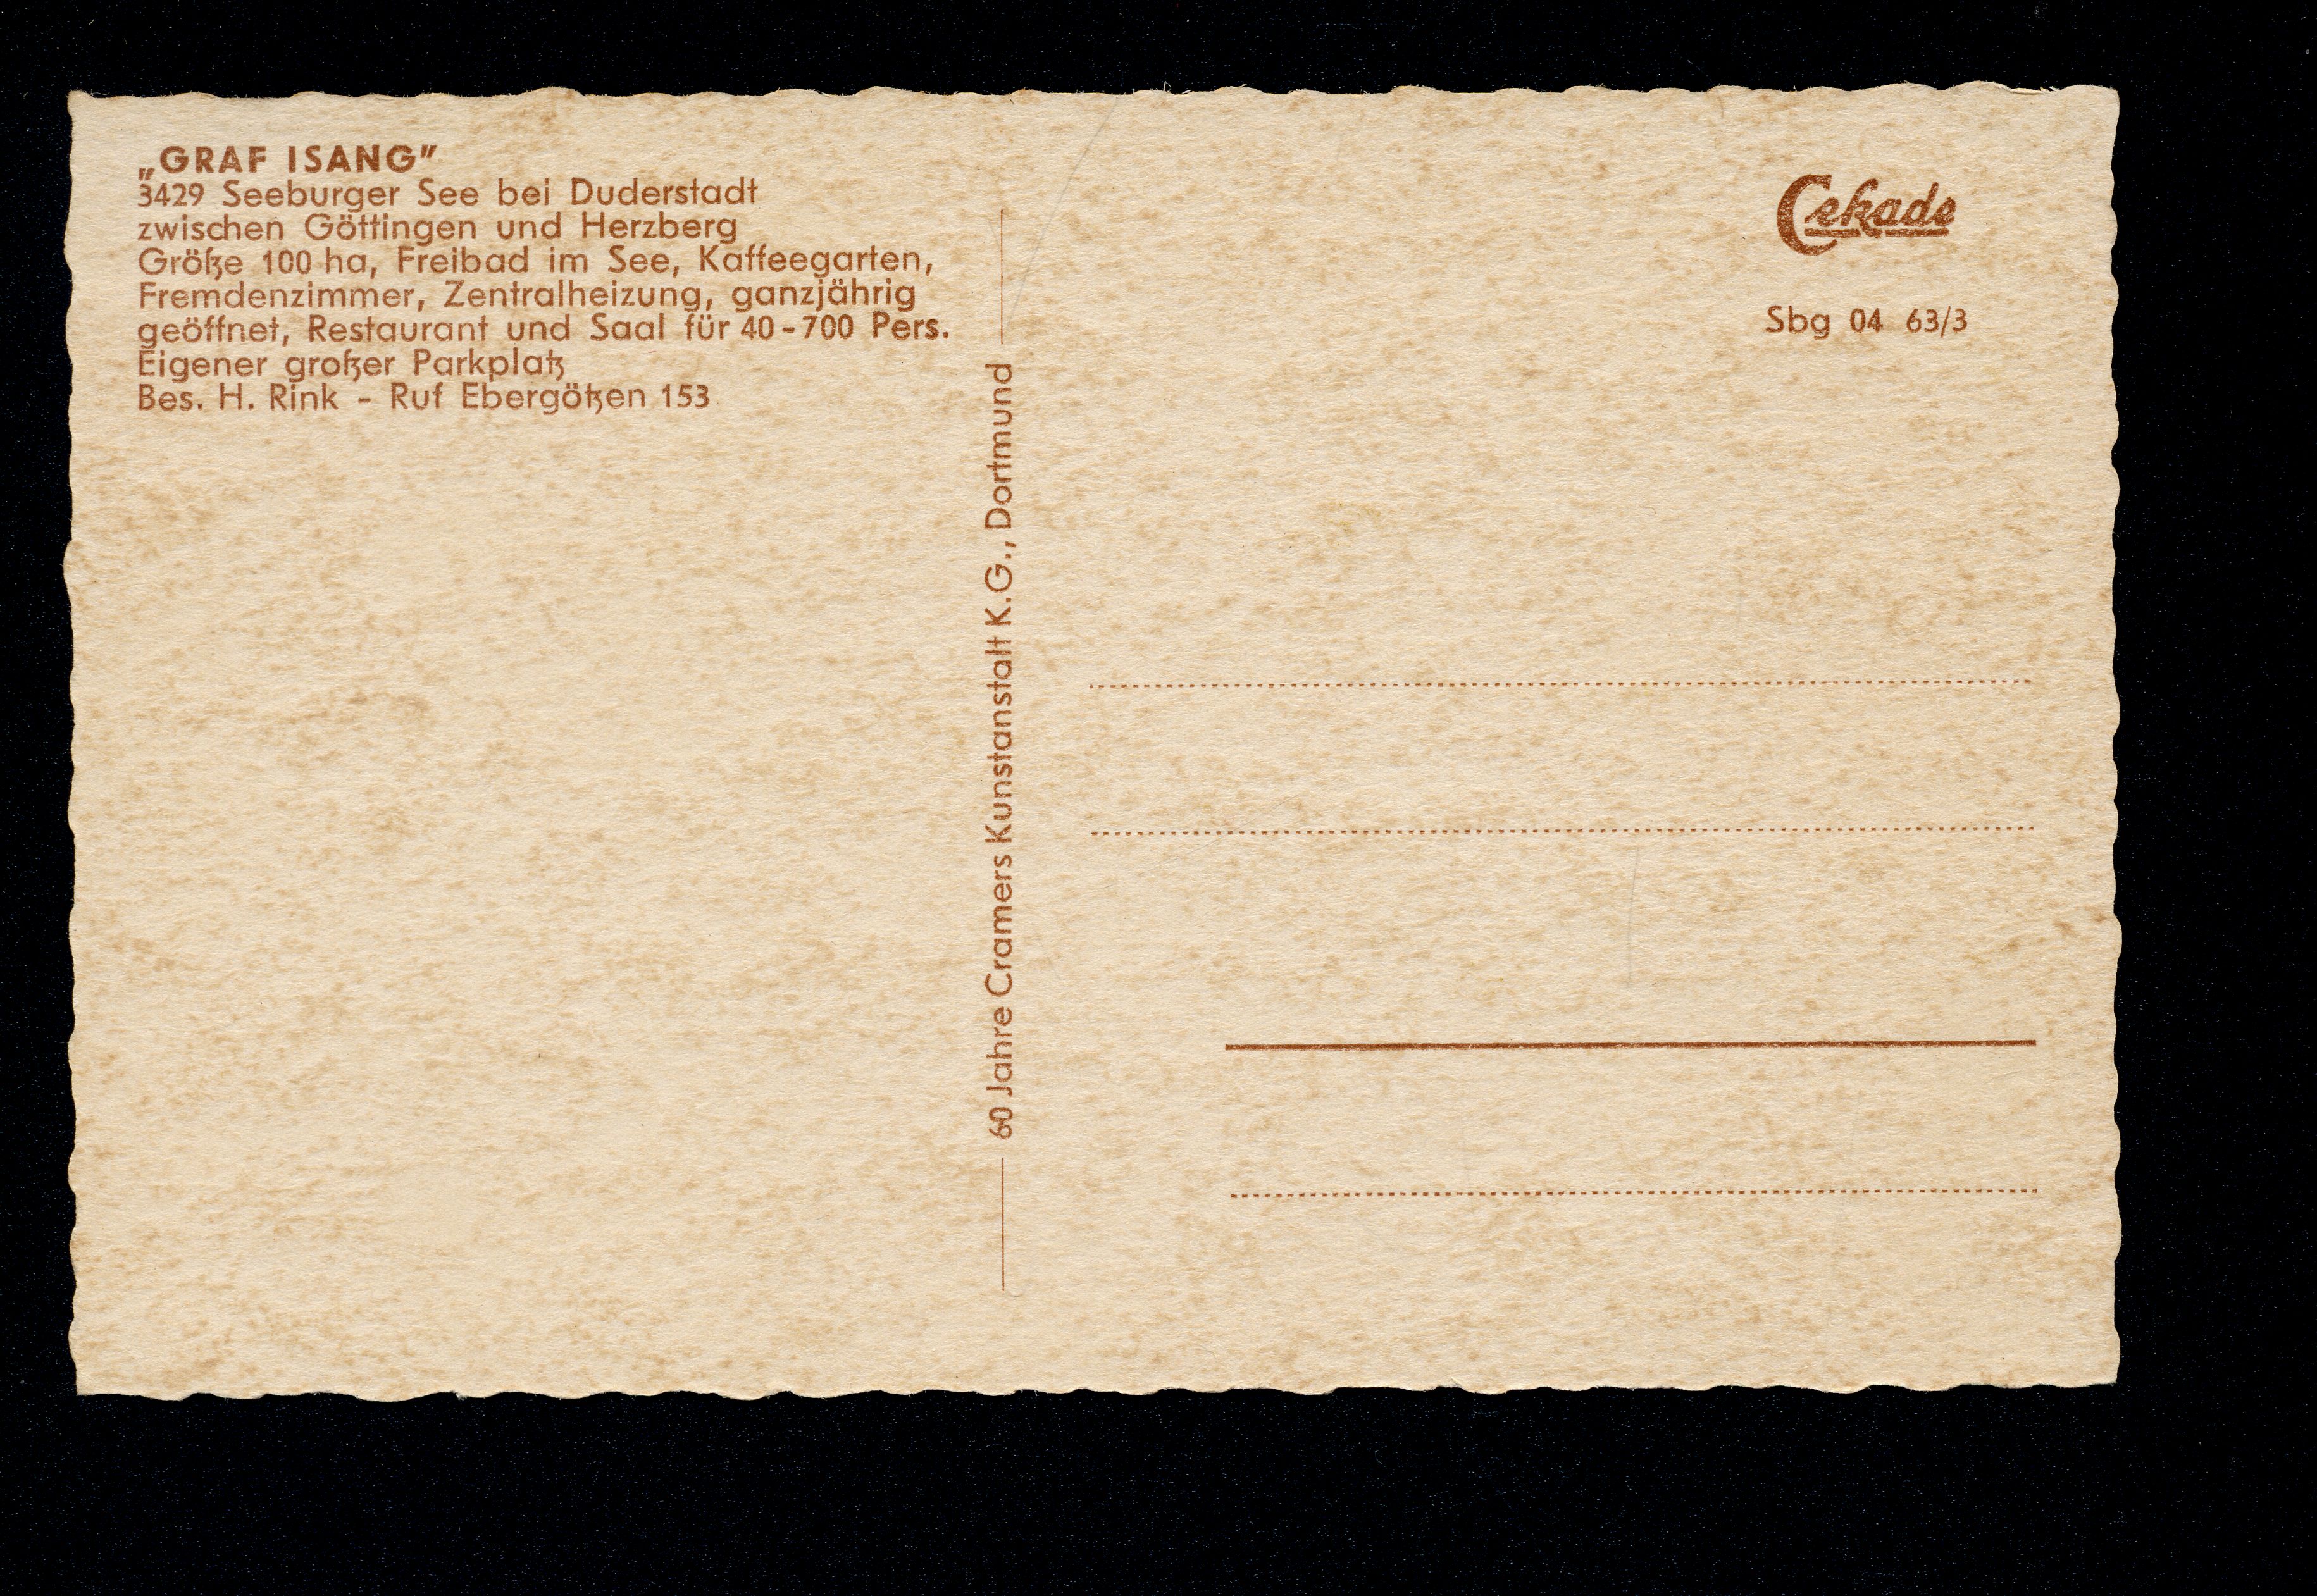 „GRAF ISANG”
3429 Seeburger See bei Duderstadt
zwischen Göttingen und Herzberg
Größe 100 ha, Freibad im See, Kaffeegarten,
Fremdenzimmer, Zentralheizung, ganzjährig
geöffnet, Restaurant und Saal für 40-700 Pers.
Eigener großer Parkplatz
Bes. H. Rink - Ruf Ebergötzen 153
60 Jahre Cramers Kunstanstalt K.G., Dortmund
Cekade
Sbg 04 63/3